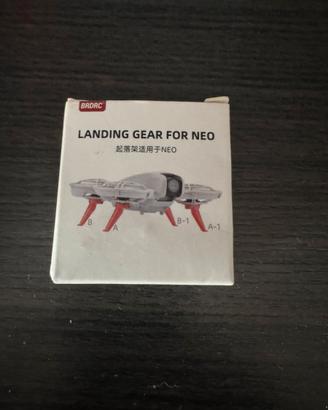 BRDRC
LANDING GEAR FOR NEO
起落架适用于NEO
B
A
B-1
A-1